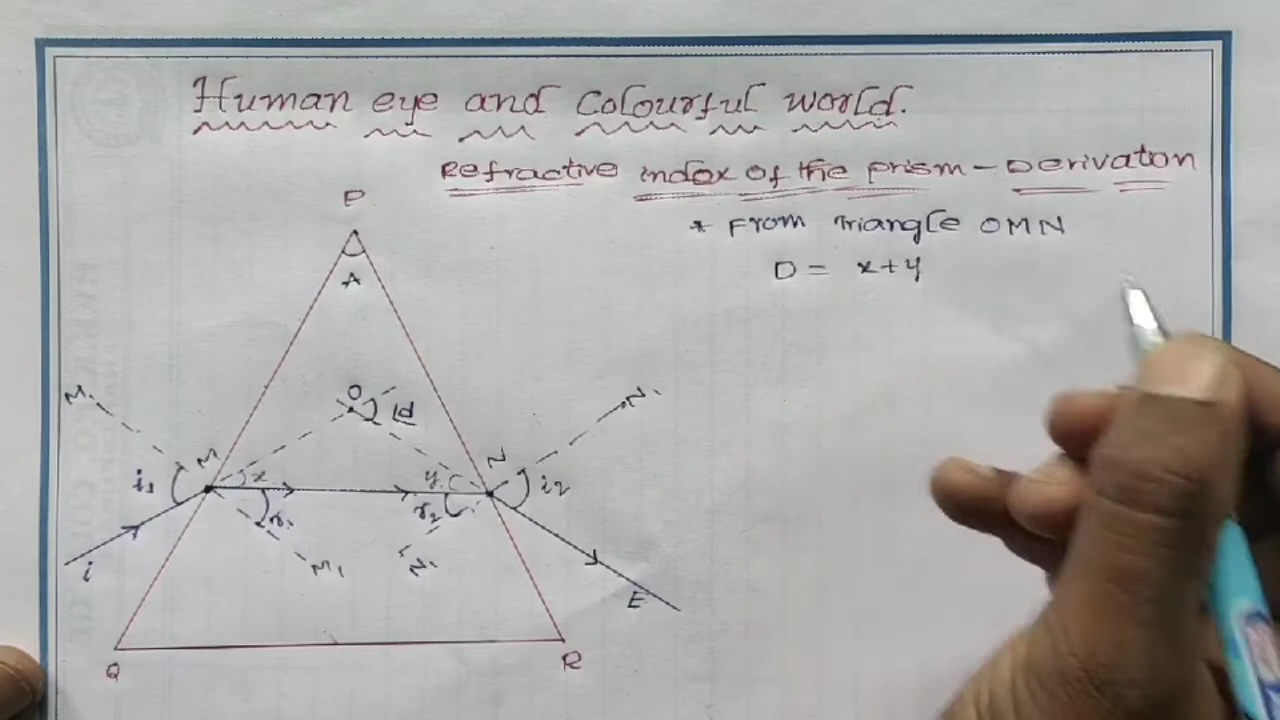 Human eye and Colourful world.
Refractive index of the prism - Derivaton
* From Triangle OMN
D = x+y
P
A
O
d
M
N1
M
N
i1
x
y
i2
r1
r2
i
M1
N1
E
Q
R